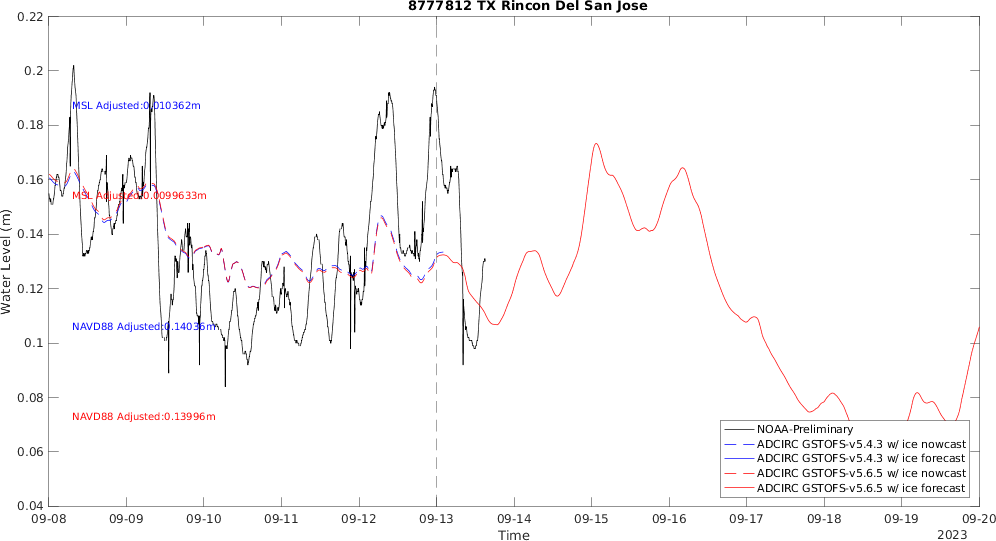 8777812 TX Rincon Del San Jose
0.22
0.2
0.18
0.16
0.14
0.12
0.1
0.08
0.06
0.04
Water Level (m)
MSL Adjusted:0.010362m
MSL Adjusted:0.0099633m
NAVD88 Adjusted:0.14036m
NAVD88 Adjusted:0.13996m
NOAA-Preliminary
ADCIRC GSTOFS-v5.4.3 w/ ice nowcast
ADCIRC GSTOFS-v5.4.3 w/ ice forecast
ADCIRC GSTOFS-v5.6.5 w/ ice nowcast
ADCIRC GSTOFS-v5.6.5 w/ ice forecast
09-08 09-09 09-10 09-11 09-12 09-13 09-14 09-15 09-16 09-17 09-18 09-19 09-20
Time
2023